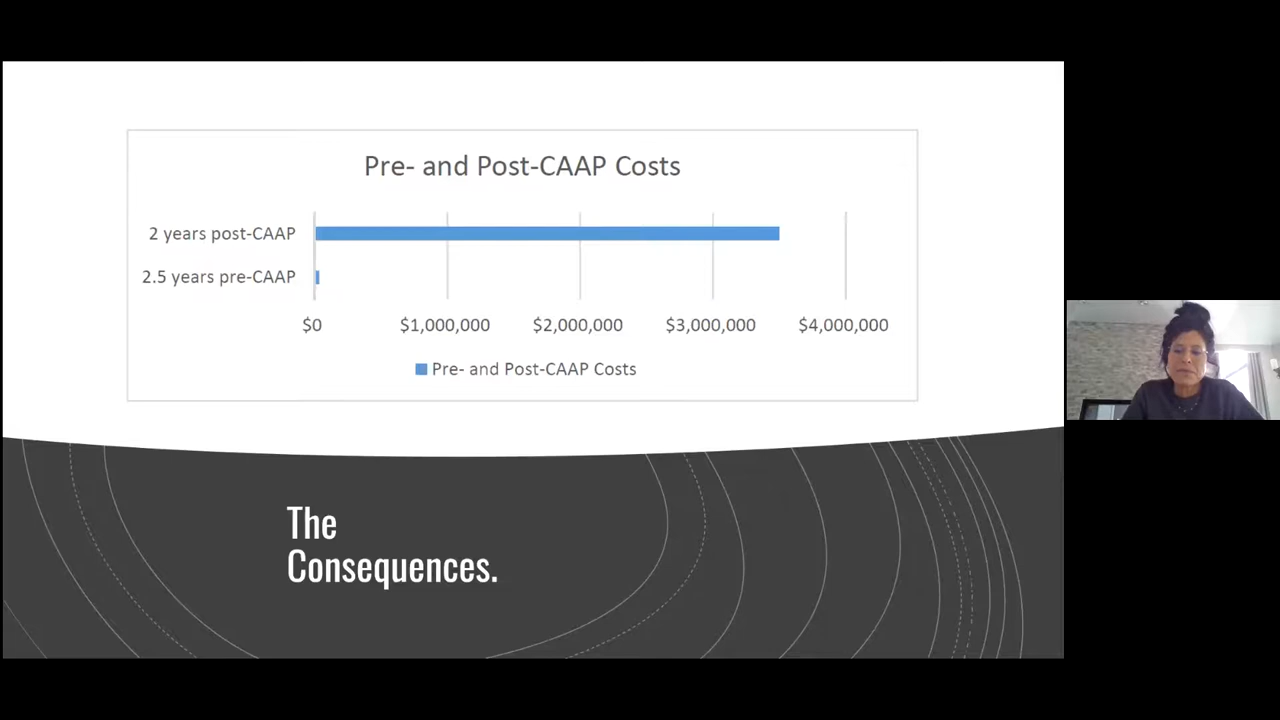 Pre- and Post-CAAP Costs
2 years post-CAAP
2.5 years pre-CAAP
$0 $1,000,000 $2,000,000 $3,000,000 $4,000,000
Pre- and Post-CAAP Costs
The
Consequences.